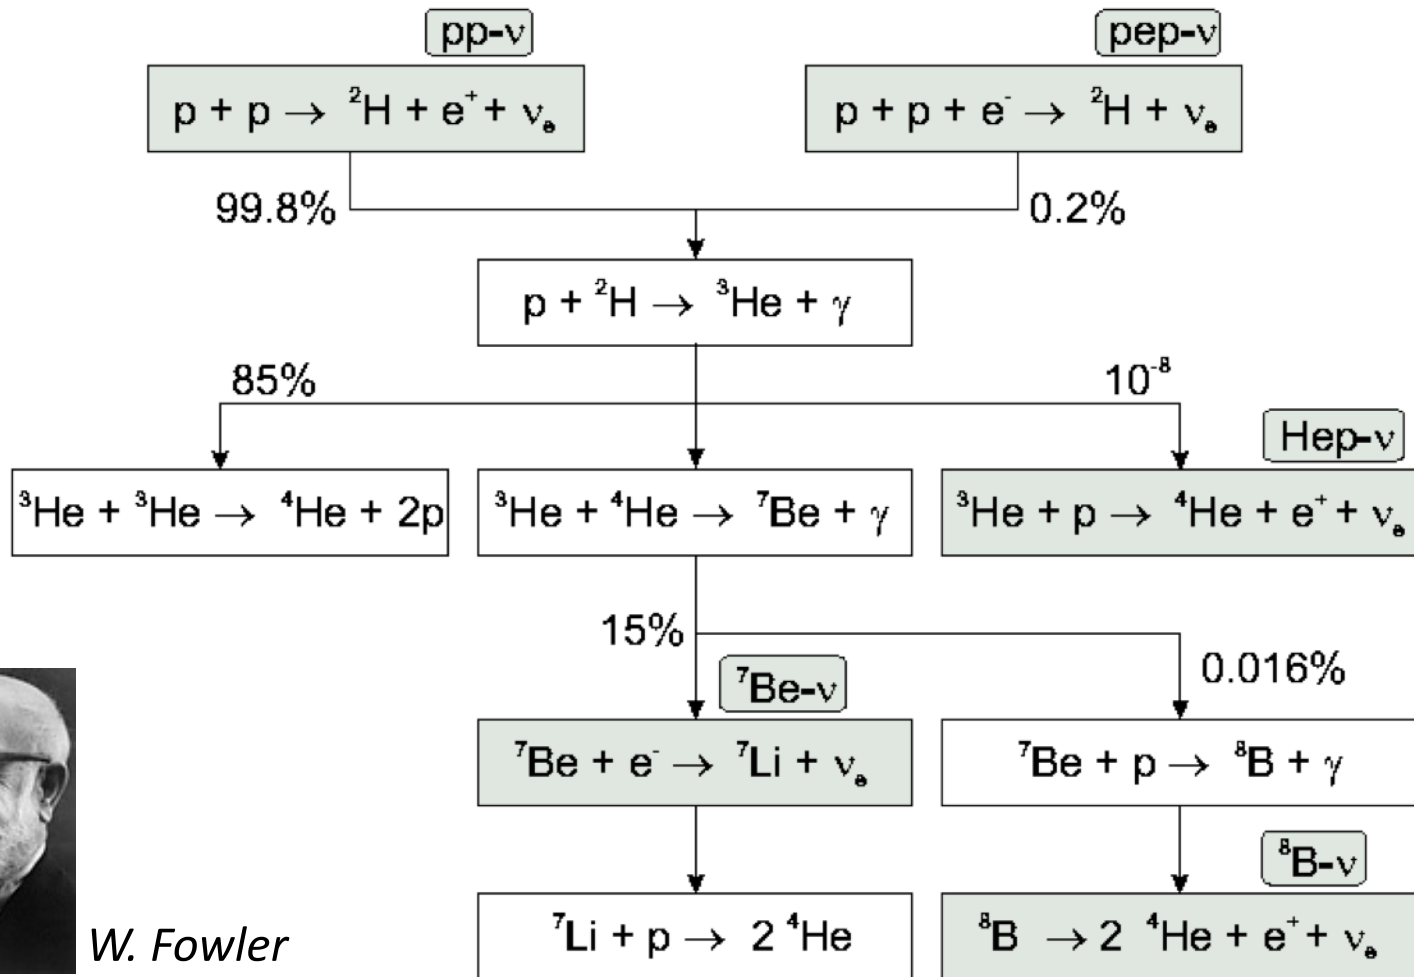 pp-ν pep-ν
p + p → ²H + e⁺ + νₑ p + p + e⁻ → ²H + νₑ
99.8% 0.2%
p + ²H → ³He + γ
85% 10⁻⁸
Hep-ν
³He + ³He → ⁴He + 2p ³He + ⁴He → ⁷Be + γ ³He + p → ⁴He + e⁺ + νₑ
15% 0.016%
⁷Be-ν
⁷Be + e⁻ → ⁷Li + νₑ ⁷Be + p → ⁸B + γ
⁸B-ν
⁷Li + p → 2 ⁴He ⁸B → 2 ⁴He + e⁺ + νₑ
W. Fowler